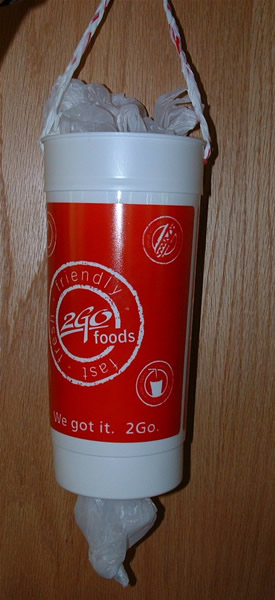 friendly
fast · fresh
2Go
foods
We got it. 2Go.